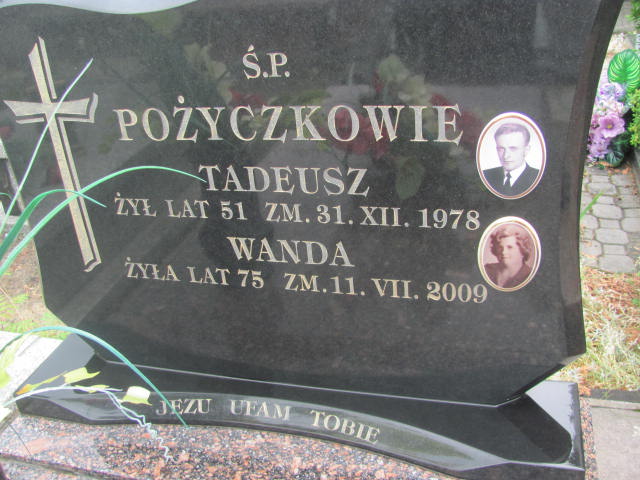 Ś.P.
POŻYCZKOWIE
TADEUSZ
ŻYŁ LAT 51 ZM. 31. XII. 1978
WANDA
ŻYŁA LAT 75 ZM. 11. VII. 2009
JEZU UFAM TOBIE